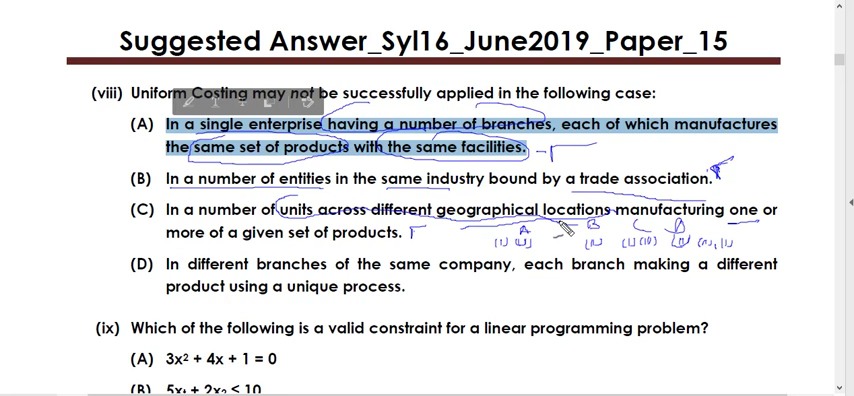 Suggested Answer_Syl16_June2019_Paper_15
(viii) Uniform Costing may not be successfully applied in the following case:
(A) In a single enterprise having a number of branches, each of which manufactures
the same set of products with the same facilities.
(B) In a number of entities in the same industry bound by a trade association.
(C) In a number of units across different geographical locations manufacturing one or
more of a given set of products.
A B C D
(D) In different branches of the same company, each branch making a different
product using a unique process.
(ix) Which of the following is a valid constraint for a linear programming problem?
(A) 3x² + 4x + 1 = 0